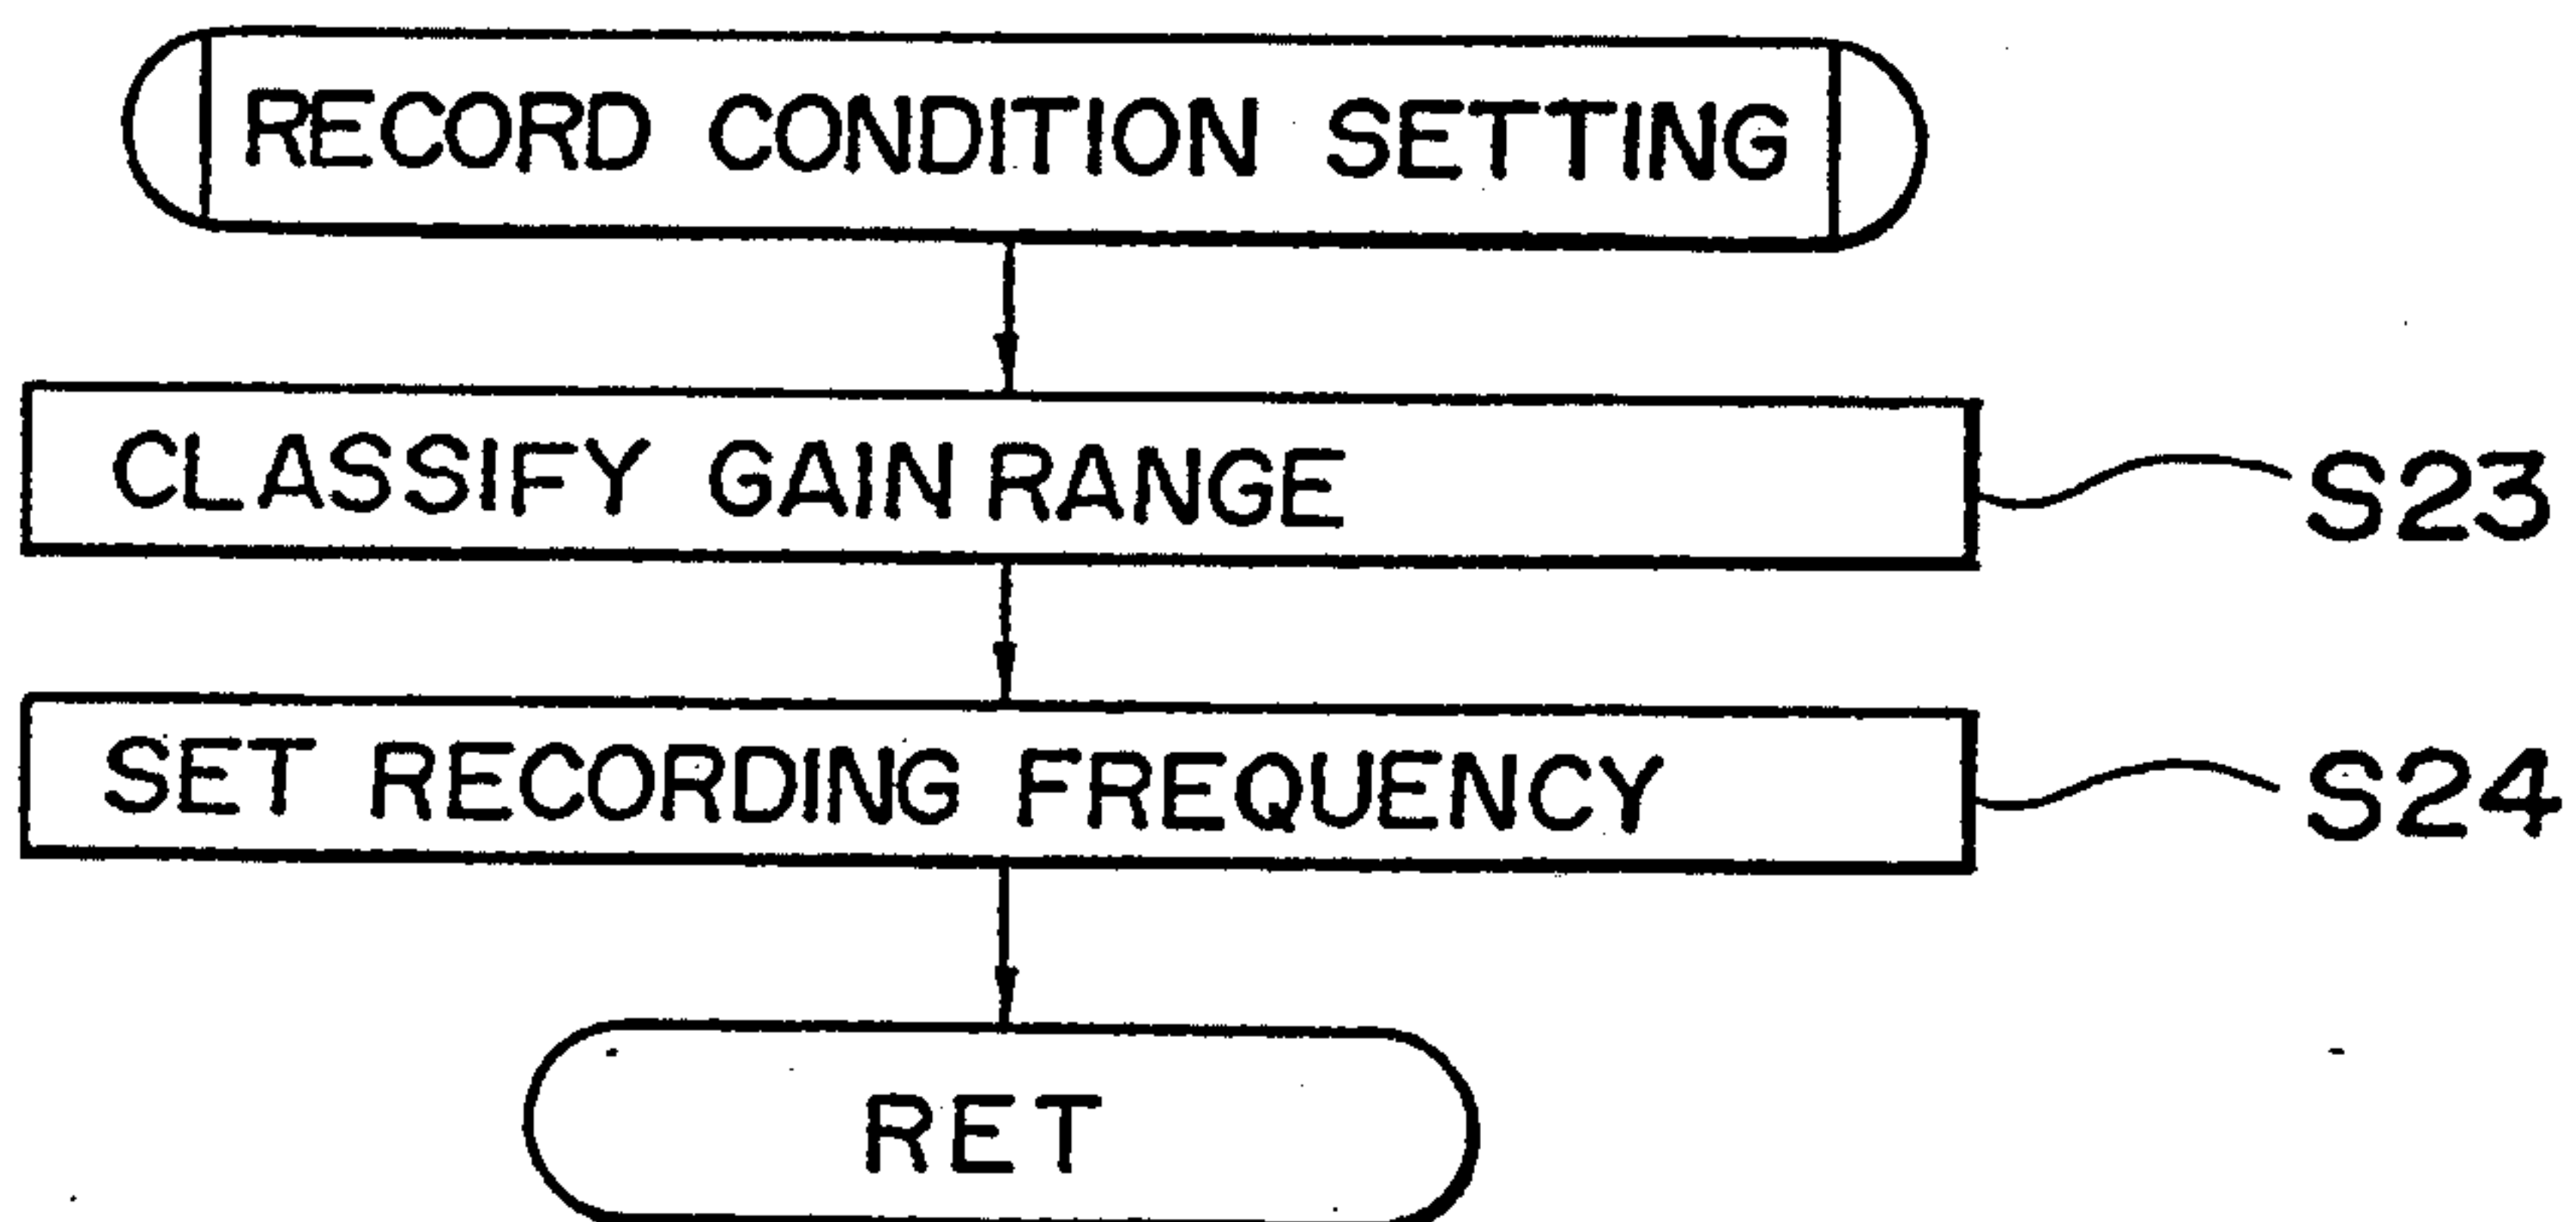 RECORD CONDITION SETTING
CLASSIFY GAIN RANGE
S23
SET RECORDING FREQUENCY
S24
RET